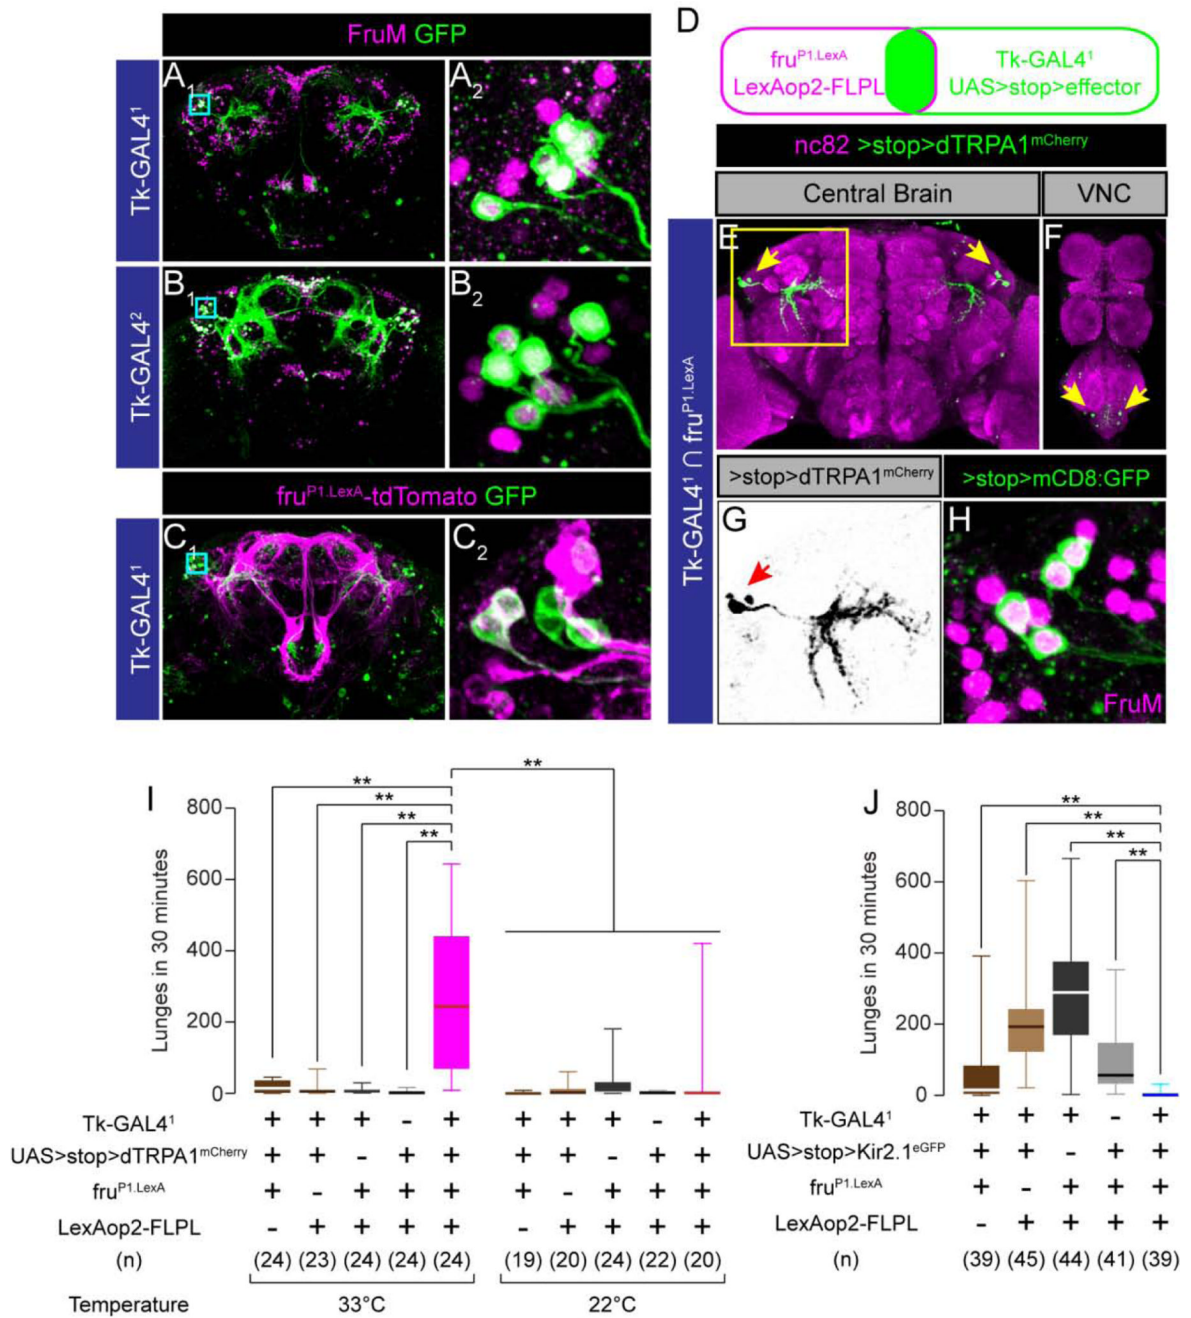 FruM GFP
Tk-GAL4¹
A₁
A₂
Tk-GAL4²
B₁
B₂
fruᴾ¹·ᴸᵉˣᴬ-tdTomato GFP
Tk-GAL4¹
C₁
C₂
D
fruP1.LexA
LexAop2-FLPL
Tk-GAL4¹
UAS>stop>effector
nc82 >stop>dTRPA1mCherry
Central Brain
VNC
Tk-GAL4¹ ∩ fruP1.LexA
E
F
>stop>dTRPA1mCherry
>stop>mCD8:GFP
G
H
FruM
I
Lunges in 30 minutes
800
600
400
200
0
**
**
**
**
**
Tk-GAL4¹ + + + - + + + + - +
UAS>stop>dTRPA1mCherry + + - + + + + - + +
fruP1.LexA + - + + + + - + + +
LexAop2-FLPL - + + + + - + + + +
(n) (24) (23) (24) (24) (24) (19) (20) (24) (22) (20)
Temperature 33°C 22°C
J
Lunges in 30 minutes
800
600
400
200
0
**
**
**
**
Tk-GAL4¹ + + + - +
UAS>stop>Kir2.1eGFP + + - + +
fruP1.LexA + - + + +
LexAop2-FLPL - + + + +
(n) (39) (45) (44) (41) (39)